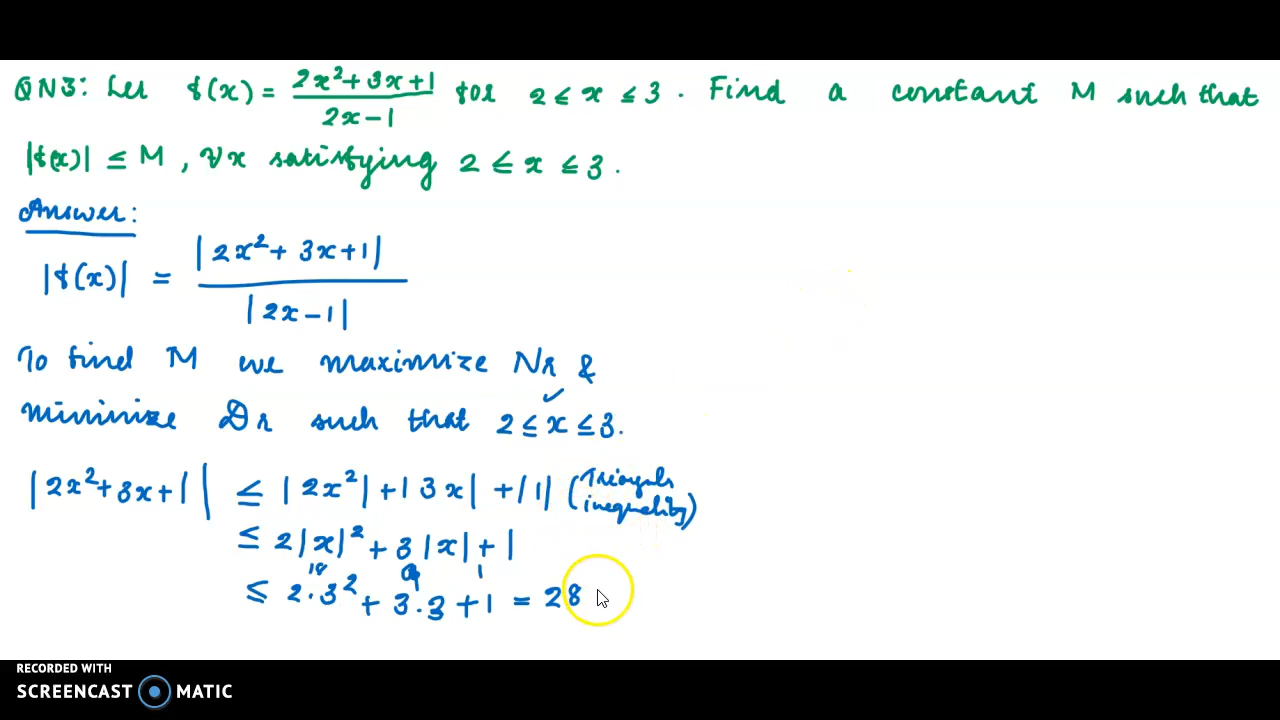 QN3: Let f(x) = (2x²+3x+1)/(2x−1) for 2 ≤ x ≤ 3. Find a constant M such that
|f(x)| ≤ M, ∀x satisfying 2 ≤ x ≤ 3.
Answer:
|f(x)| = |2x²+3x+1| / |2x−1|
To find M we maximize Nr &
minimize Dr such that 2 ≤ x ≤ 3. ✓
|2x²+3x+1| ≤ |2x²|+|3x|+|1| (Triangle inequality)
≤ 2|x|²+3|x|+1
18 9 1
≤ 2·3²+3·3+1 = 28
RECORDED WITH
SCREENCAST MATIC